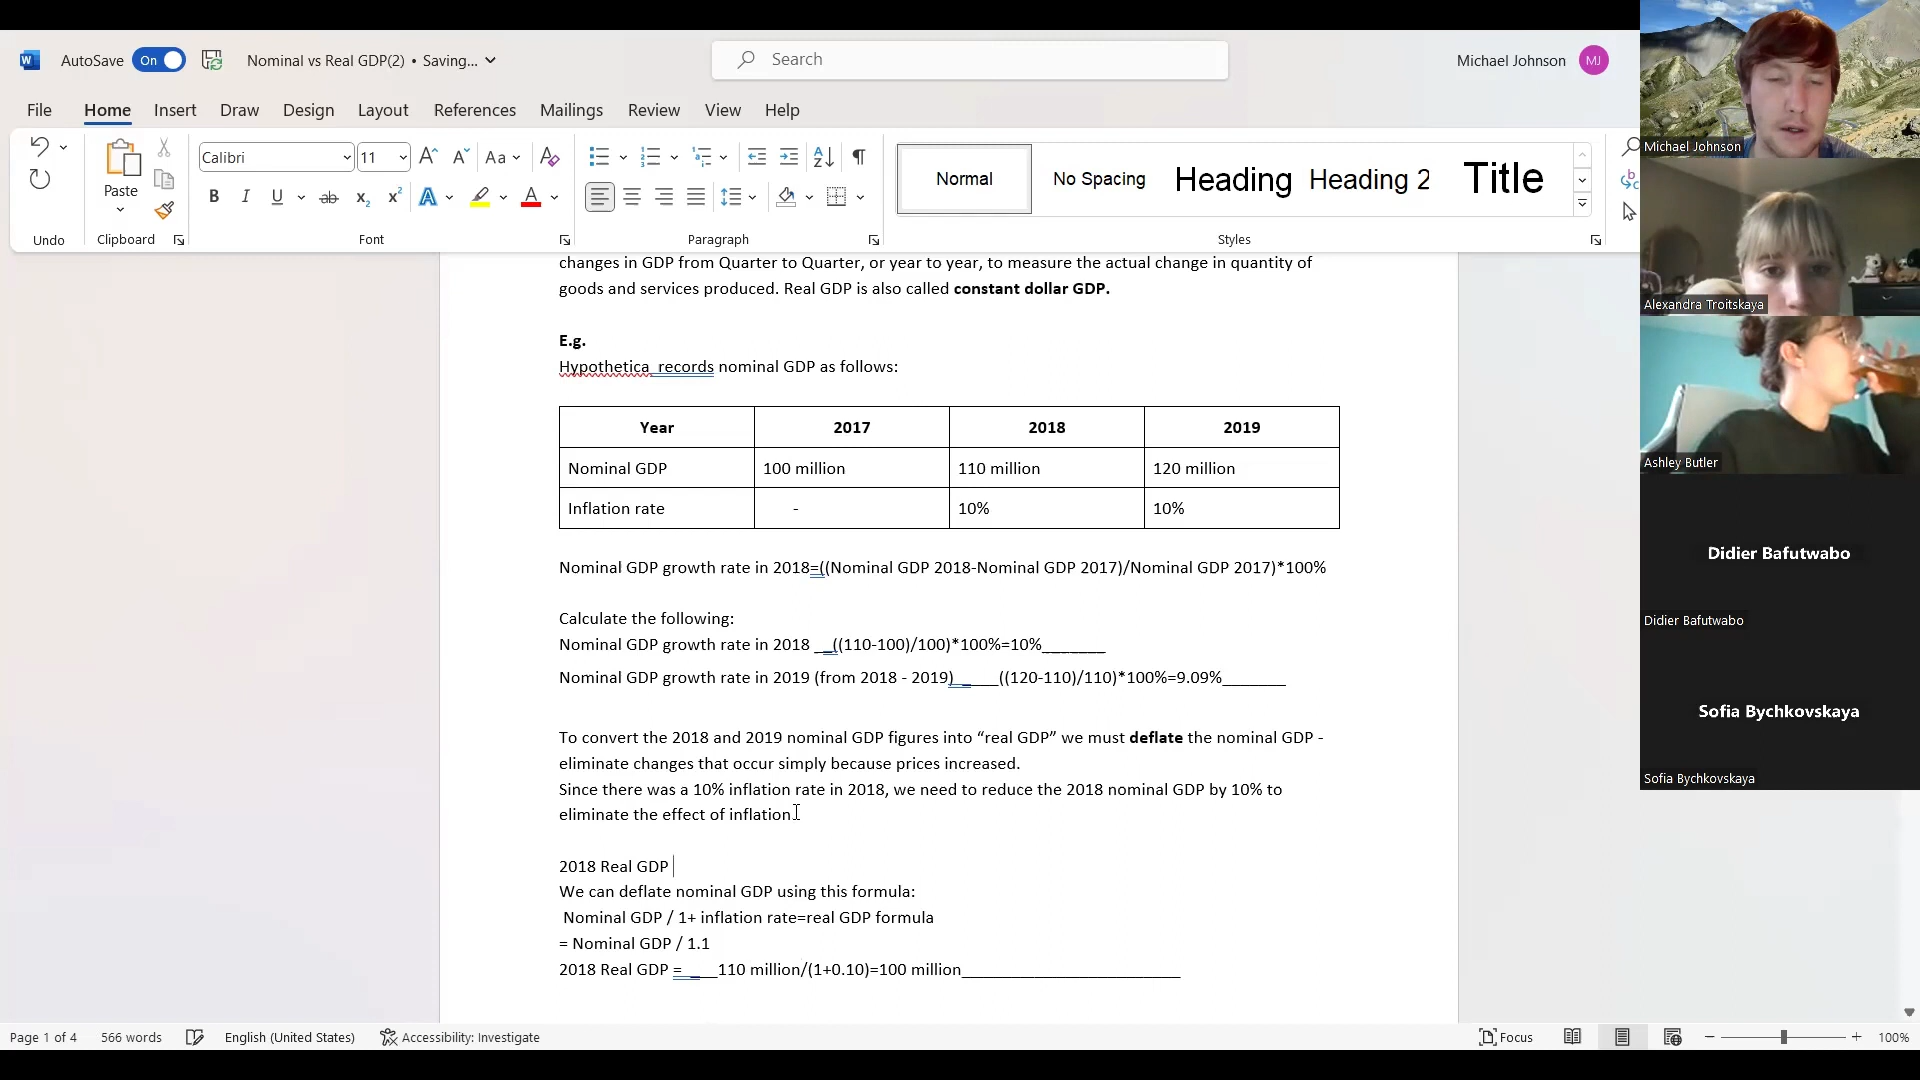 AutoSave On Nominal vs Real GDP(2) • Saving... Search Michael Johnson MJ
File Home Insert Draw Design Layout References Mailings Review View Help
Calibri 11 Aa Normal No Spacing Heading Heading 2 Title
Paste B I U ab x₂ x² A A
Undo Clipboard Font Paragraph Styles
changes in GDP from Quarter to Quarter, or year to year, to measure the actual change in quantity of
goods and services produced. Real GDP is also called constant dollar GDP.
E.g.
Hypothetica records nominal GDP as follows:
Year 2017 2018 2019
Nominal GDP 100 million 110 million 120 million
Inflation rate - 10% 10%
Nominal GDP growth rate in 2018=((Nominal GDP 2018-Nominal GDP 2017)/Nominal GDP 2017)*100%
Calculate the following:
Nominal GDP growth rate in 2018 __((110-100)/100)*100%=10%_______
Nominal GDP growth rate in 2019 (from 2018 - 2019)_ ____((120-110)/110)*100%=9.09%_______
To convert the 2018 and 2019 nominal GDP figures into “real GDP” we must deflate the nominal GDP -
eliminate changes that occur simply because prices increased.
Since there was a 10% inflation rate in 2018, we need to reduce the 2018 nominal GDP by 10% to
eliminate the effect of inflation.
2018 Real GDP
We can deflate nominal GDP using this formula:
Nominal GDP / 1+ inflation rate=real GDP formula
= Nominal GDP / 1.1
2018 Real GDP = ___110 million/(1+0.10)=100 million________________________
Page 1 of 4 566 words English (United States) Accessibility: Investigate Focus 100%
Michael Johnson
Alexandra Troitskaya
Ashley Butler
Didier Bafutwabo
Didier Bafutwabo
Sofia Bychkovskaya
Sofia Bychkovskaya